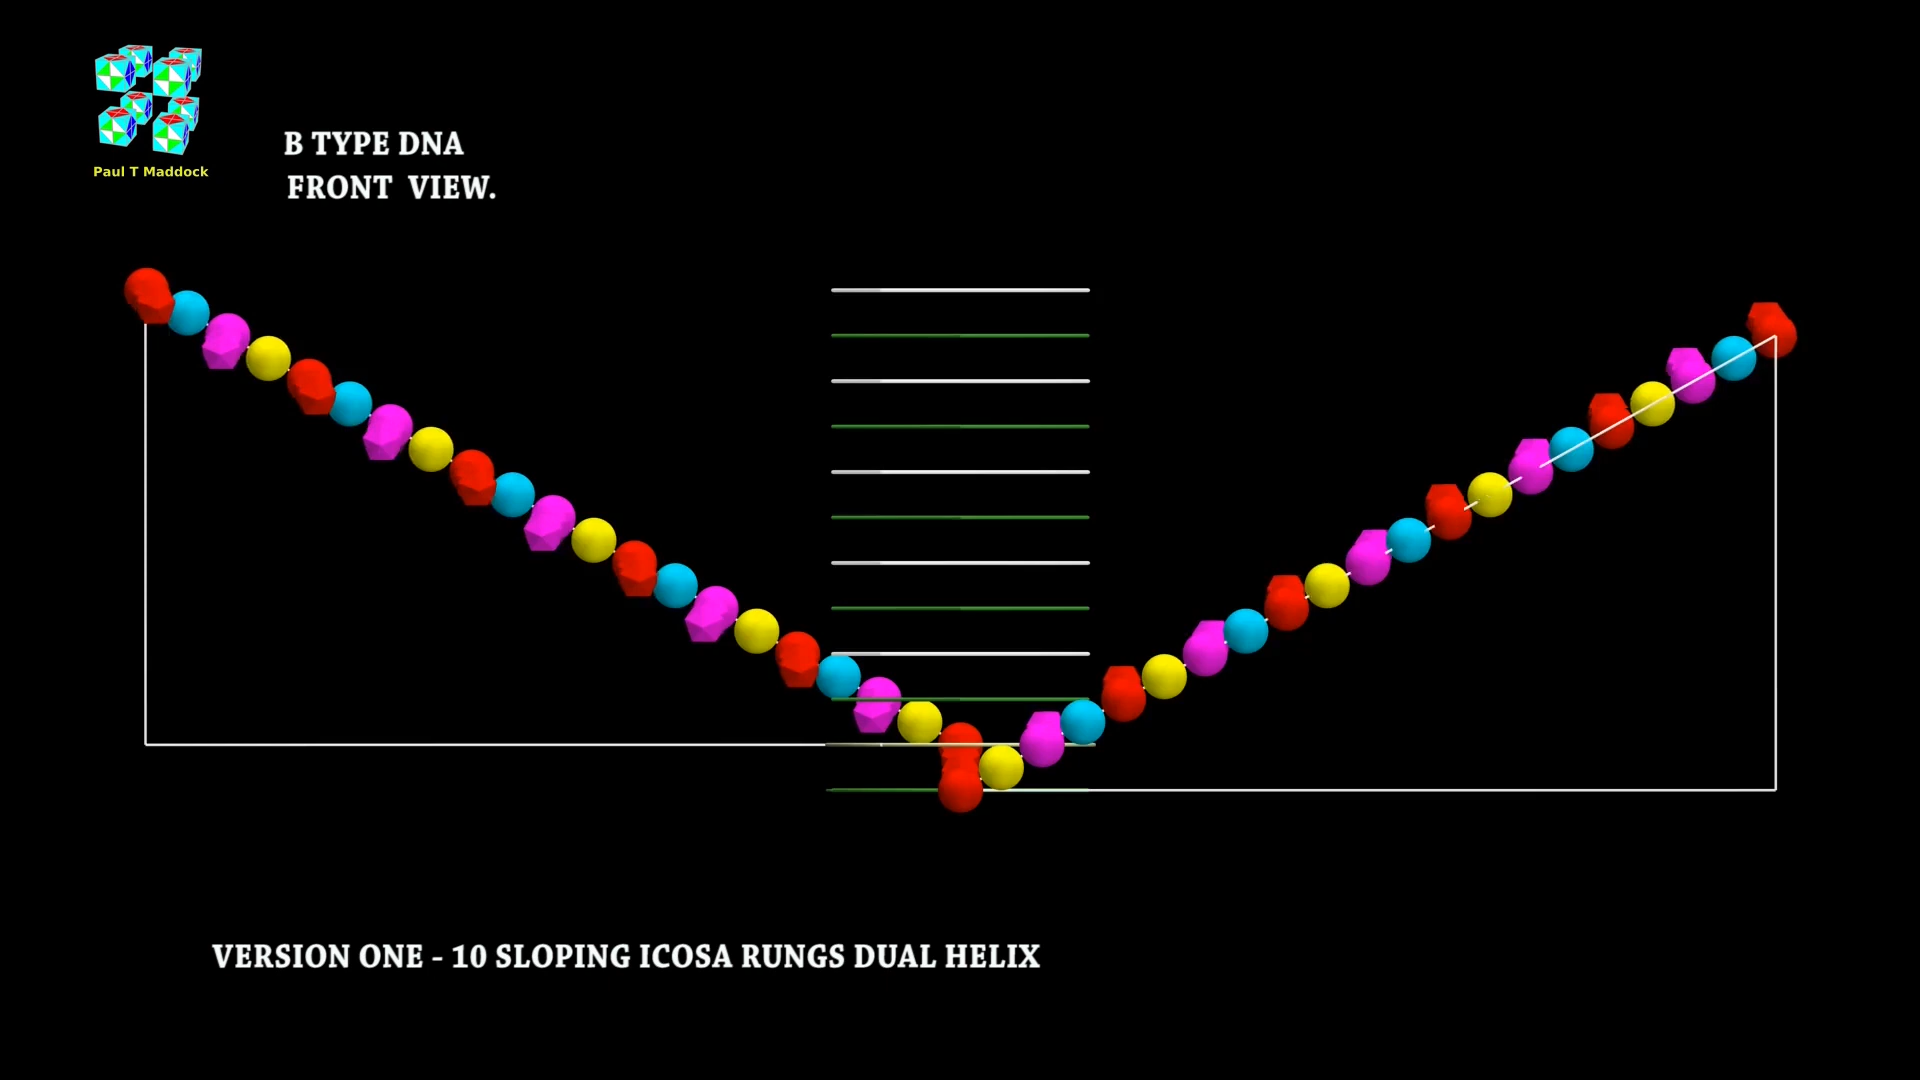 Paul T Maddock
B TYPE DNA
FRONT VIEW.
VERSION ONE - 10 SLOPING ICOSA RUNGS DUAL HELIX